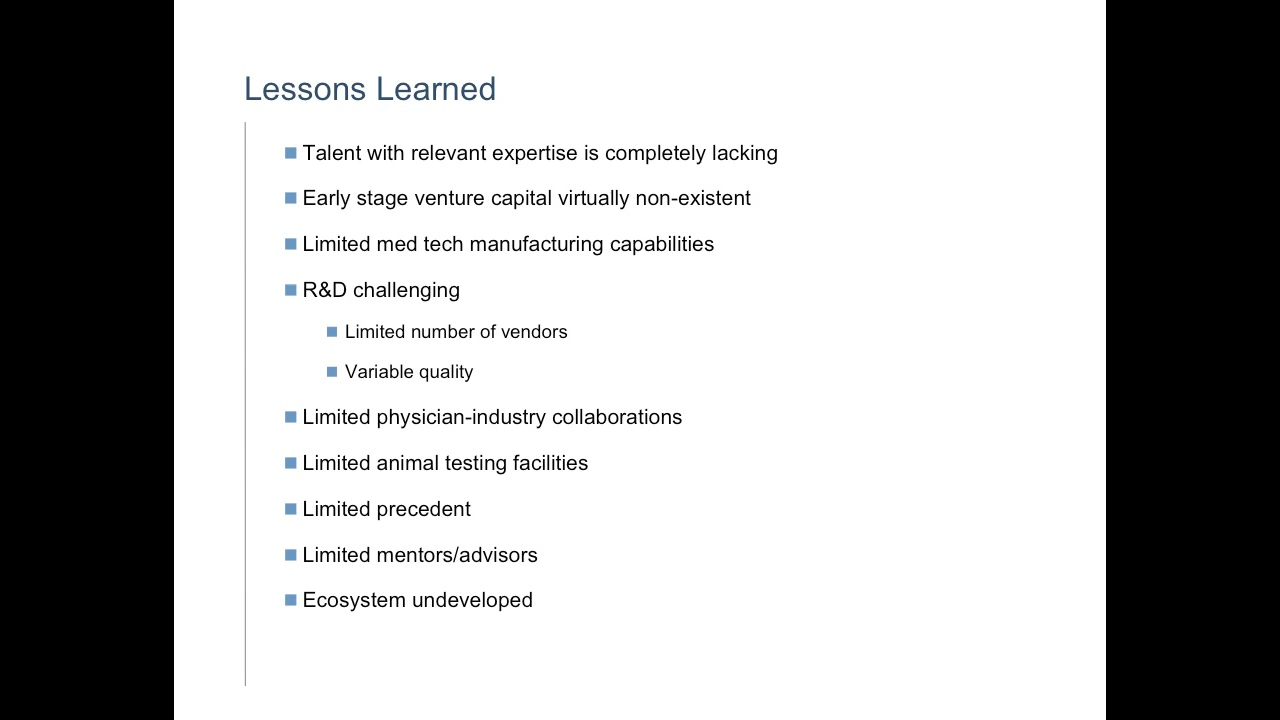 Lessons Learned
Talent with relevant expertise is completely lacking
Early stage venture capital virtually non-existent
Limited med tech manufacturing capabilities
R&D challenging
Limited number of vendors
Variable quality
Limited physician-industry collaborations
Limited animal testing facilities
Limited precedent
Limited mentors/advisors
Ecosystem undeveloped